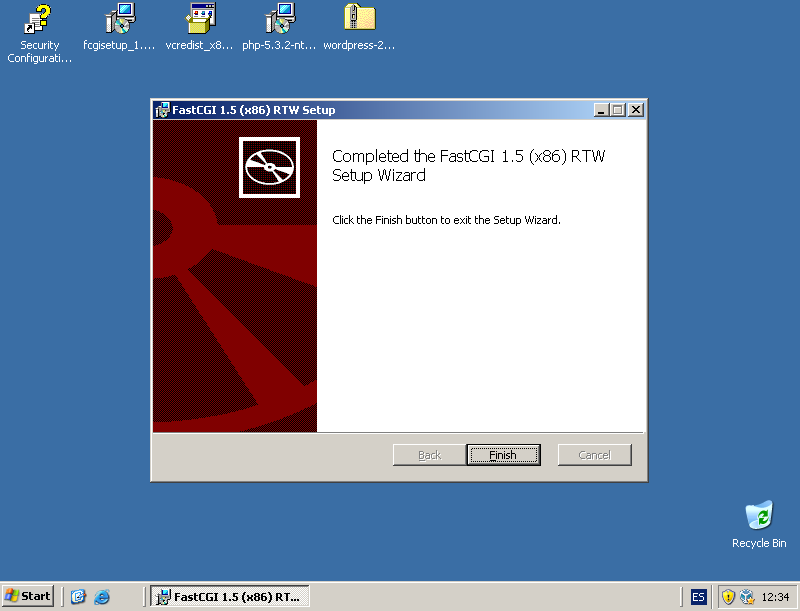 Security
Configurati...
fcgisetup_1....
vcredist_x8...
php-5.3.2-nt...
wordpress-2...
FastCGI 1.5 (x86) RTW Setup
Completed the FastCGI 1.5 (x86) RTW
Setup Wizard
Click the Finish button to exit the Setup Wizard.
Back
Finish
Cancel
Recycle Bin
Start
FastCGI 1.5 (x86) RT...
ES
12:34